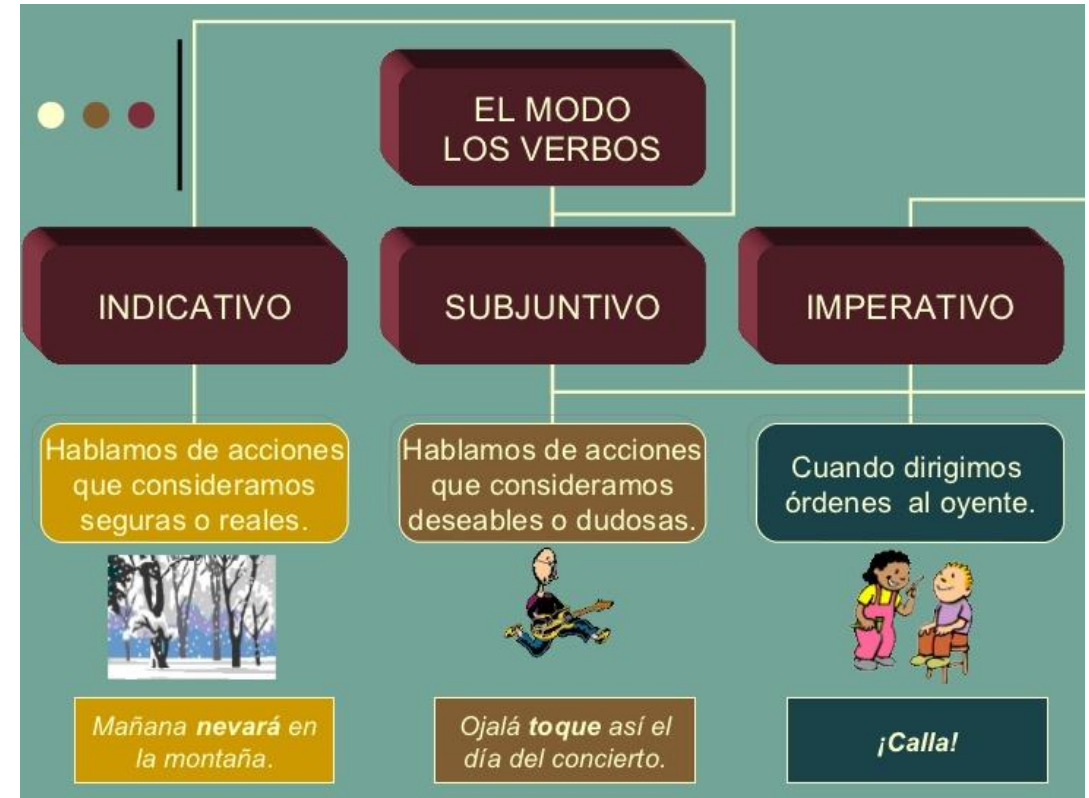 EL MODO
LOS VERBOS
INDICATIVO
SUBJUNTIVO
IMPERATIVO
Hablamos de acciones
que consideramos
seguras o reales.
Hablamos de acciones
que consideramos
deseables o dudosas.
Cuando dirigimos
órdenes al oyente.
Mañana nevará en
la montaña.
Ojalá toque así el
día del concierto.
¡Calla!